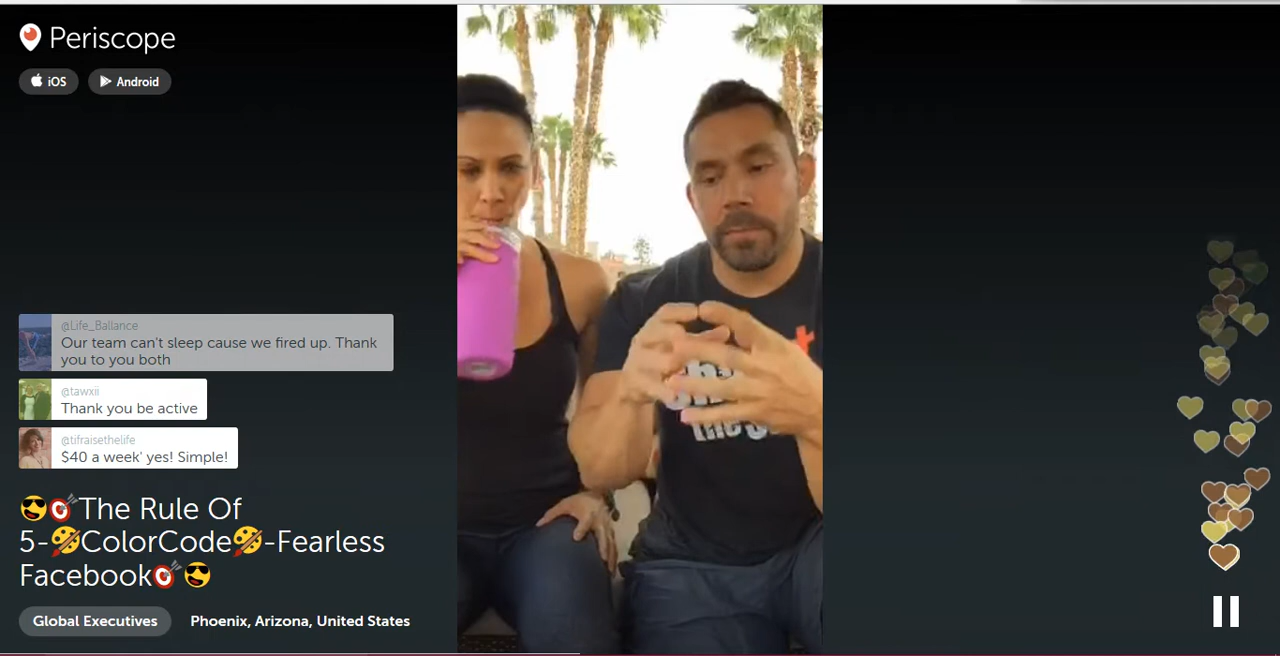 Periscope
iOS
Android
@Life_Ballance
Our team can't sleep cause we fired up. Thank
you to you both
@tawxii
Thank you be active
@tifraisethelife
$40 a week' yes! Simple!
😎🎯The Rule Of
5-🎨ColorCode🎨-Fearless
Facebook🎯😎
Global Executives
Phoenix, Arizona, United States